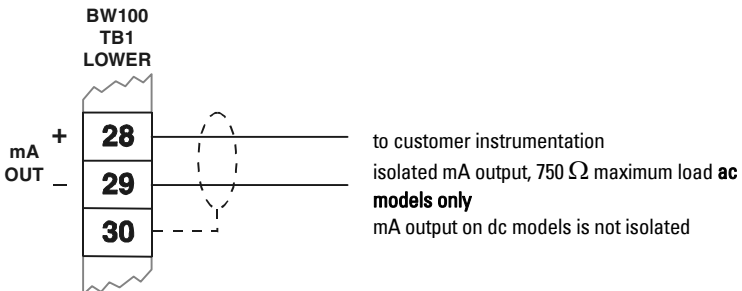 BW100
TB1
LOWER
mA
OUT
+
28
–
29
30
to customer instrumentation
isolated mA output, 750 Ω maximum load ac
models only
mA output on dc models is not isolated